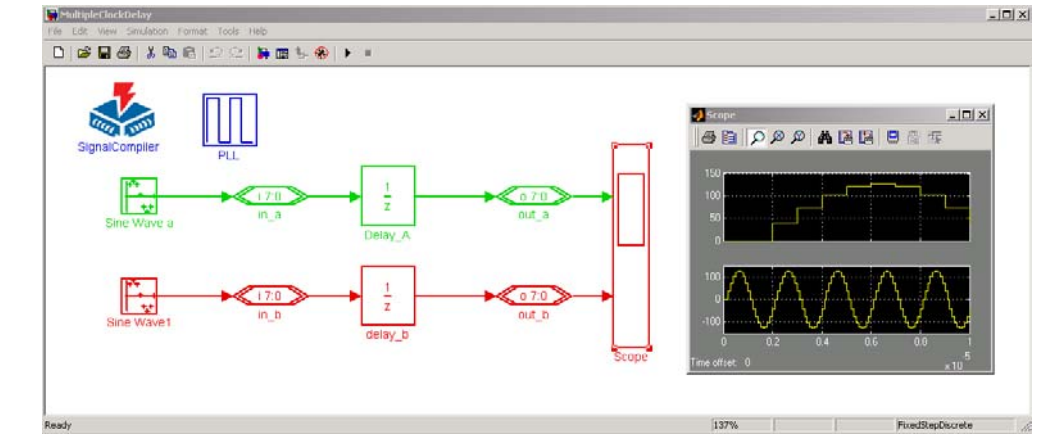 MultipleClockDelay
File Edit View Simulation Format Tools Help
SignalCompiler
PLL
Sine Wave a
i 7:0
in_a
1
z
Delay_A
o 7:0
out_a
Sine Wave1
i 7:0
in_b
1
z
delay_b
o 7:0
out_b
Scope
Scope
150
100
50
0
100
0
-100
0 0.2 0.4 0.6 0.8 1
Time offset: 0
x 10
-5
Ready 137% FixedStepDiscrete